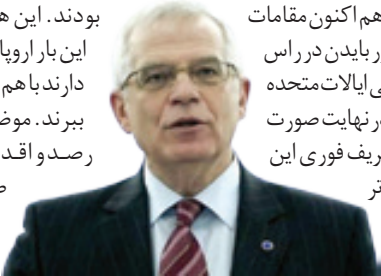 هم‌اکنون مقامات
ور بایدن در راس
ی ایالات متحده
ر نهایت صورت
ریف فوری این
تر
بودند. این ه
این بار اروپا
دارند با هم
ببرند. موض
رصد و اقد